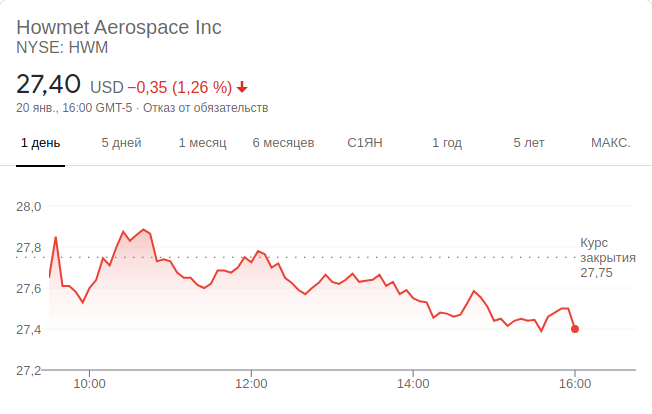 Howmet Aerospace Inc
NYSE: HWM
27,40 USD −0,35 (1,26 %)
20 янв., 16:00 GMT-5 · Отказ от обязательств
1 день 5 дней 1 месяц 6 месяцев С1ЯН 1 год 5 лет МАКС.
28,0
27,8
Курс
закрытия
27,75
27,6
27,4
27,2
10:00 12:00 14:00 16:00